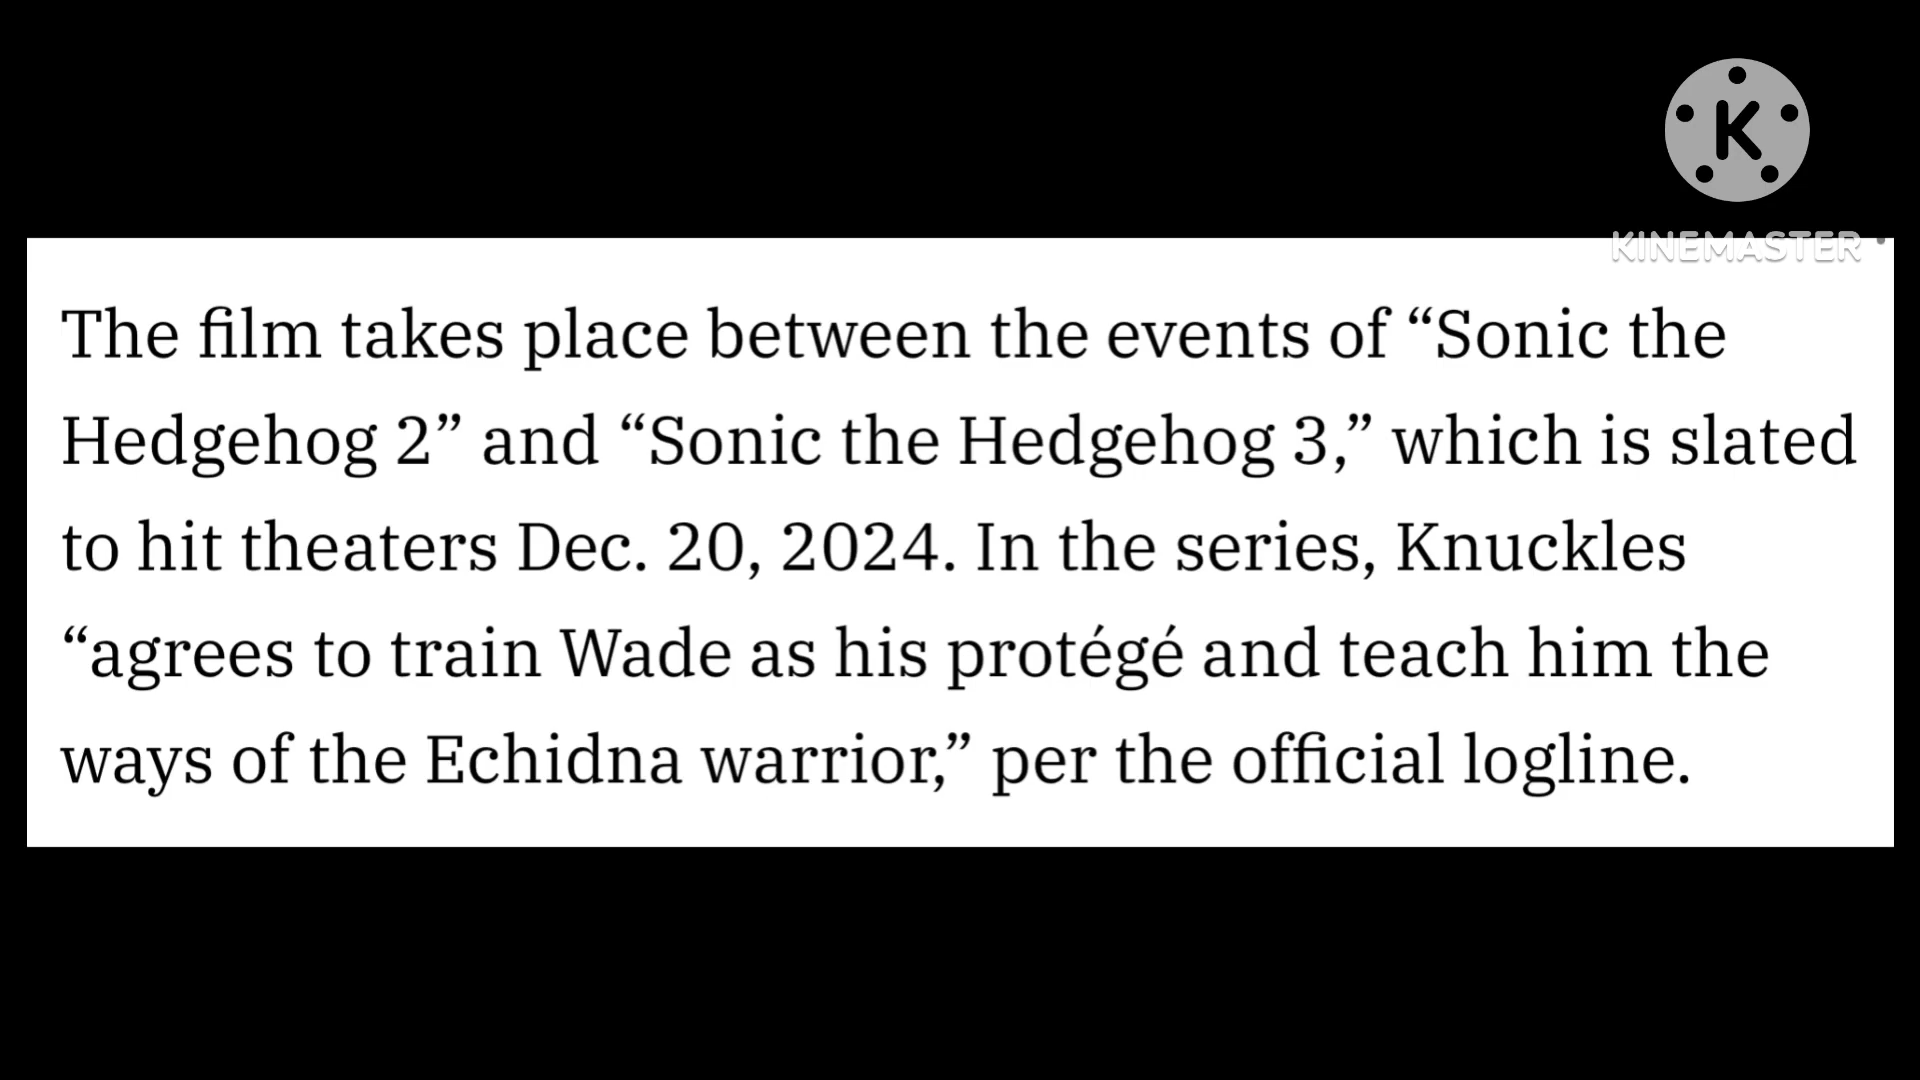 K
KINEMASTER
The film takes place between the events of “Sonic the
Hedgehog 2” and “Sonic the Hedgehog 3,” which is slated
to hit theaters Dec. 20, 2024. In the series, Knuckles
“agrees to train Wade as his protégé and teach him the
ways of the Echidna warrior,” per the official logline.